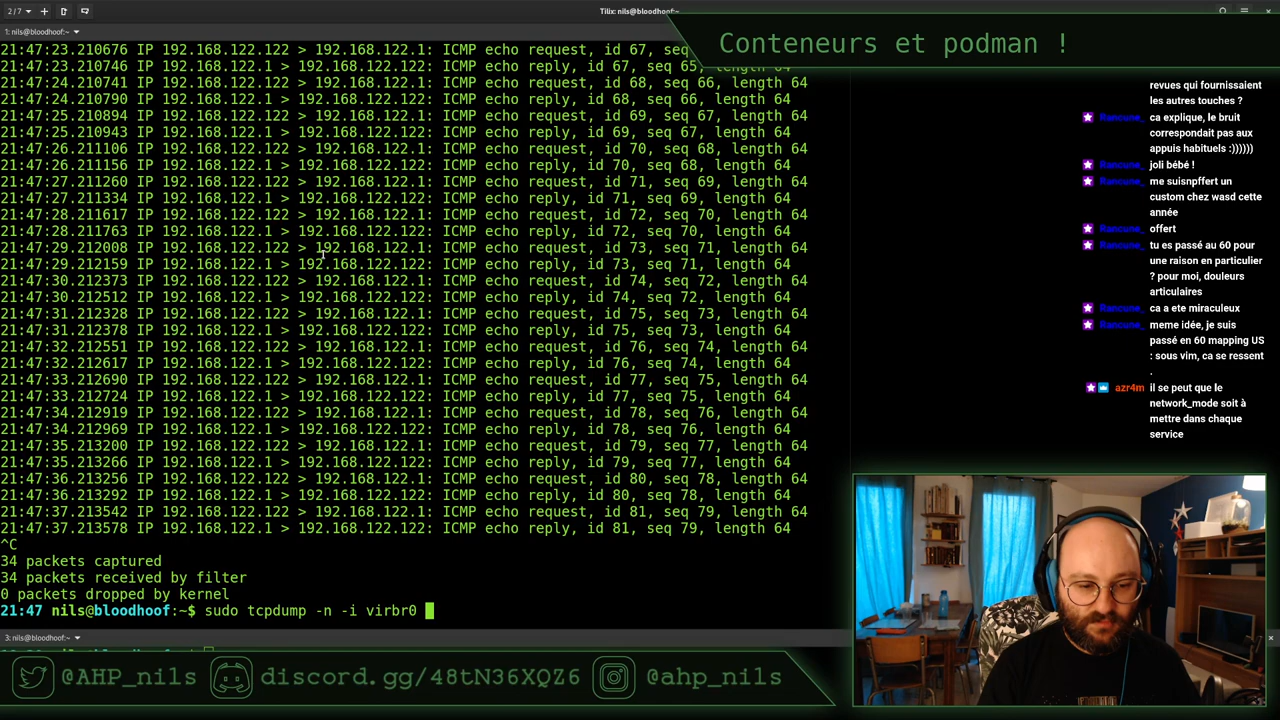 2 / 7
Tilix: nils@bloodhoof:~
1: nils@bloodhoof:~
Conteneurs et podman !
21:47:23.210676 IP 192.168.122.122 > 192.168.122.1: ICMP echo request, id 67, seq
21:47:23.210746 IP 192.168.122.1 > 192.168.122.122: ICMP echo reply, id 67, seq 65, length 64
21:47:24.210741 IP 192.168.122.122 > 192.168.122.1: ICMP echo request, id 68, seq 66, length 64
21:47:24.210790 IP 192.168.122.1 > 192.168.122.122: ICMP echo reply, id 68, seq 66, length 64
21:47:25.210894 IP 192.168.122.122 > 192.168.122.1: ICMP echo request, id 69, seq 67, length 64
21:47:25.210943 IP 192.168.122.1 > 192.168.122.122: ICMP echo reply, id 69, seq 67, length 64
21:47:26.211106 IP 192.168.122.122 > 192.168.122.1: ICMP echo request, id 70, seq 68, length 64
21:47:26.211156 IP 192.168.122.1 > 192.168.122.122: ICMP echo reply, id 70, seq 68, length 64
21:47:27.211260 IP 192.168.122.122 > 192.168.122.1: ICMP echo request, id 71, seq 69, length 64
21:47:27.211334 IP 192.168.122.1 > 192.168.122.122: ICMP echo reply, id 71, seq 69, length 64
21:47:28.211617 IP 192.168.122.122 > 192.168.122.1: ICMP echo request, id 72, seq 70, length 64
21:47:28.211763 IP 192.168.122.1 > 192.168.122.122: ICMP echo reply, id 72, seq 70, length 64
21:47:29.212008 IP 192.168.122.122 > 192.168.122.1: ICMP echo request, id 73, seq 71, length 64
21:47:29.212159 IP 192.168.122.1 > 192.168.122.122: ICMP echo reply, id 73, seq 71, length 64
21:47:30.212373 IP 192.168.122.122 > 192.168.122.1: ICMP echo request, id 74, seq 72, length 64
21:47:30.212512 IP 192.168.122.1 > 192.168.122.122: ICMP echo reply, id 74, seq 72, length 64
21:47:31.212328 IP 192.168.122.122 > 192.168.122.1: ICMP echo request, id 75, seq 73, length 64
21:47:31.212378 IP 192.168.122.1 > 192.168.122.122: ICMP echo reply, id 75, seq 73, length 64
21:47:32.212551 IP 192.168.122.122 > 192.168.122.1: ICMP echo request, id 76, seq 74, length 64
21:47:32.212617 IP 192.168.122.1 > 192.168.122.122: ICMP echo reply, id 76, seq 74, length 64
21:47:33.212690 IP 192.168.122.122 > 192.168.122.1: ICMP echo request, id 77, seq 75, length 64
21:47:33.212724 IP 192.168.122.1 > 192.168.122.122: ICMP echo reply, id 77, seq 75, length 64
21:47:34.212919 IP 192.168.122.122 > 192.168.122.1: ICMP echo request, id 78, seq 76, length 64
21:47:34.212969 IP 192.168.122.1 > 192.168.122.122: ICMP echo reply, id 78, seq 76, length 64
21:47:35.213200 IP 192.168.122.122 > 192.168.122.1: ICMP echo request, id 79, seq 77, length 64
21:47:35.213266 IP 192.168.122.1 > 192.168.122.122: ICMP echo reply, id 79, seq 77, length 64
21:47:36.213256 IP 192.168.122.122 > 192.168.122.1: ICMP echo request, id 80, seq 78, length 64
21:47:36.213292 IP 192.168.122.1 > 192.168.122.122: ICMP echo reply, id 80, seq 78, length 64
21:47:37.213542 IP 192.168.122.122 > 192.168.122.1: ICMP echo request, id 81, seq 79, length 64
21:47:37.213578 IP 192.168.122.1 > 192.168.122.122: ICMP echo reply, id 81, seq 79, length 64
^C
34 packets captured
34 packets received by filter
0 packets dropped by kernel
21:47 nils@bloodhoof:~$ sudo tcpdump -n -i virbr0
3: nils@bloodhoof:~
revues qui fournissaient
les autres touches ?
Rancune_ ca explique, le bruit
correspondait pas aux
appuis habituels :))))))
Rancune_ joli bébé !
Rancune_ me suisnpffert un
custom chez wasd cette
année
Rancune_ offert
Rancune_ tu es passé au 60 pour
une raison en particulier
? pour moi, douleurs
articulaires
Rancune_ ca a ete miraculeux
Rancune_ meme idée, je suis
passé en 60 mapping US
: sous vim, ca se ressent
.
azr4m il se peut que le
network_mode soit à
mettre dans chaque
service
@AHP_nils
discord.gg/48tN36XQZ6
@ahp_nils